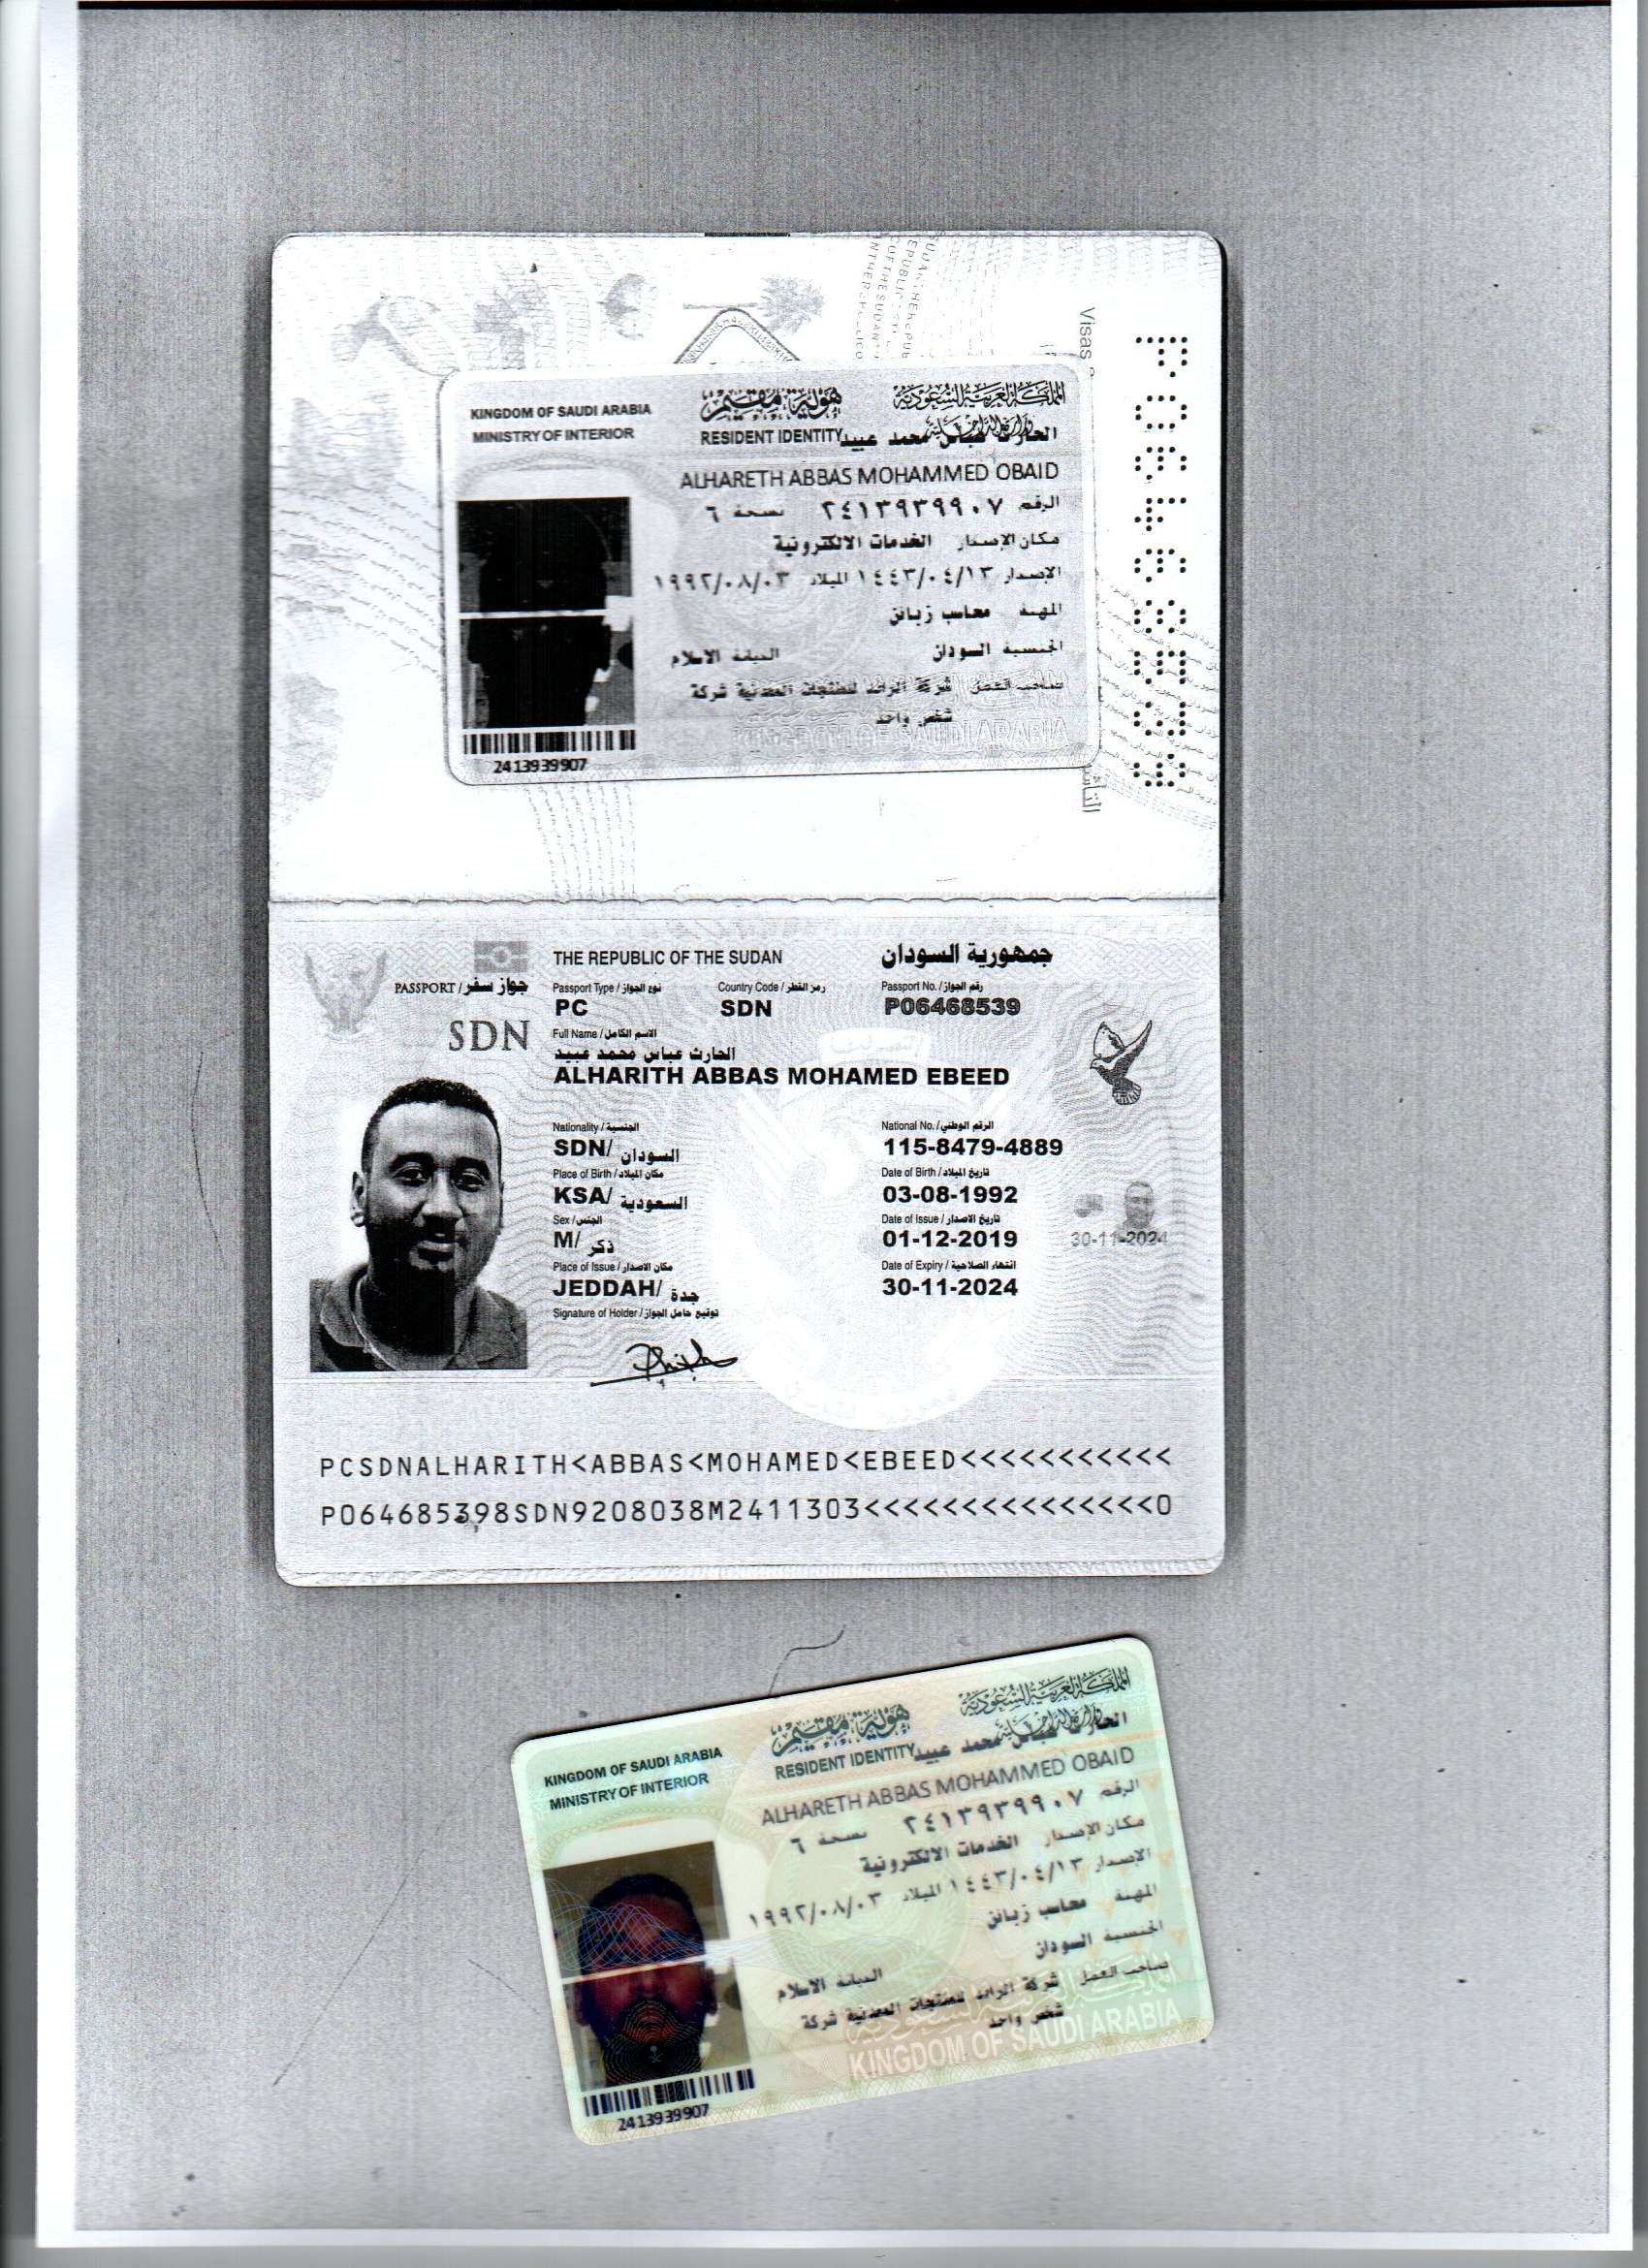 Visas
P06468539
KINGDOM OF SAUDI ARABIA
MINISTRY OF INTERIOR
هوية مقيم
RESIDENT IDENTITY
المملكة العربية السعودية
وزارة الداخلية
الحارث عباس محمد عبيد
ALHARETH ABBAS MOHAMMED OBAID
الرقم ٢٤١٣٩٣٩٩٠٧ نسخة ٦
مكان الإصدار الخدمات الالكترونية
الإصدار ١٤٤٣/٠٤/١٣ الميلاد ١٩٩٢/٠٨/٠٣
المهنة محاسب زبائن
الجنسية السودان الديانة الاسلام
صاحب العمل شركة الرائد للمنتجات المعدنية شركة
شخص واحد
KINGDOM OF SAUDI ARABIA
2413939907
THE REPUBLIC OF THE SUDAN
جمهورية السودان
PASSPORT / جواز سفر
SDN
Passport Type / نوع الجواز
PC
Country Code / رمز القطر
SDN
Passport No. / رقم الجواز
P06468539
Full Name / الاسم الكامل
الحارث عباس محمد عبيد
ALHARITH ABBAS MOHAMED EBEED
Nationality / الجنسية
SDN/ السودان
National No. / الرقم الوطني
115-8479-4889
Place of Birth / مكان الميلاد
KSA/ السعودية
Date of Birth / تاريخ الميلاد
03-08-1992
Sex / الجنس
M/ ذكر
Date of Issue / تاريخ الاصدار
01-12-2019
30-11-2024
Place of Issue / مكان الاصدار
JEDDAH/ جدة
Date of Expiry / انتهاء الصلاحية
30-11-2024
Signature of Holder / توقيع حامل الجواز
PCSDNALHARITH<ABBAS<MOHAMED<EBEED<<<<<<<<<<<
P064685398SDN9208038M2411303<<<<<<<<<<<<<<<0
KINGDOM OF SAUDI ARABIA
MINISTRY OF INTERIOR
هوية مقيم
RESIDENT IDENTITY
المملكة العربية السعودية
وزارة الداخلية
الحارث عباس محمد عبيد
ALHARETH ABBAS MOHAMMED OBAID
الرقم ٢٤١٣٩٣٩٩٠٧ نسخة ٦
مكان الإصدار الخدمات الالكترونية
الإصدار ١٤٤٣/٠٤/١٣ الميلاد ١٩٩٢/٠٨/٠٣
المهنة محاسب زبائن
الجنسية السودان
الديانة الاسلام
صاحب العمل شركة الرائد للمنتجات المعدنية شركة
شخص واحد
المملكة العربية السعودية
KINGDOM OF SAUDI ARABIA
2413939907